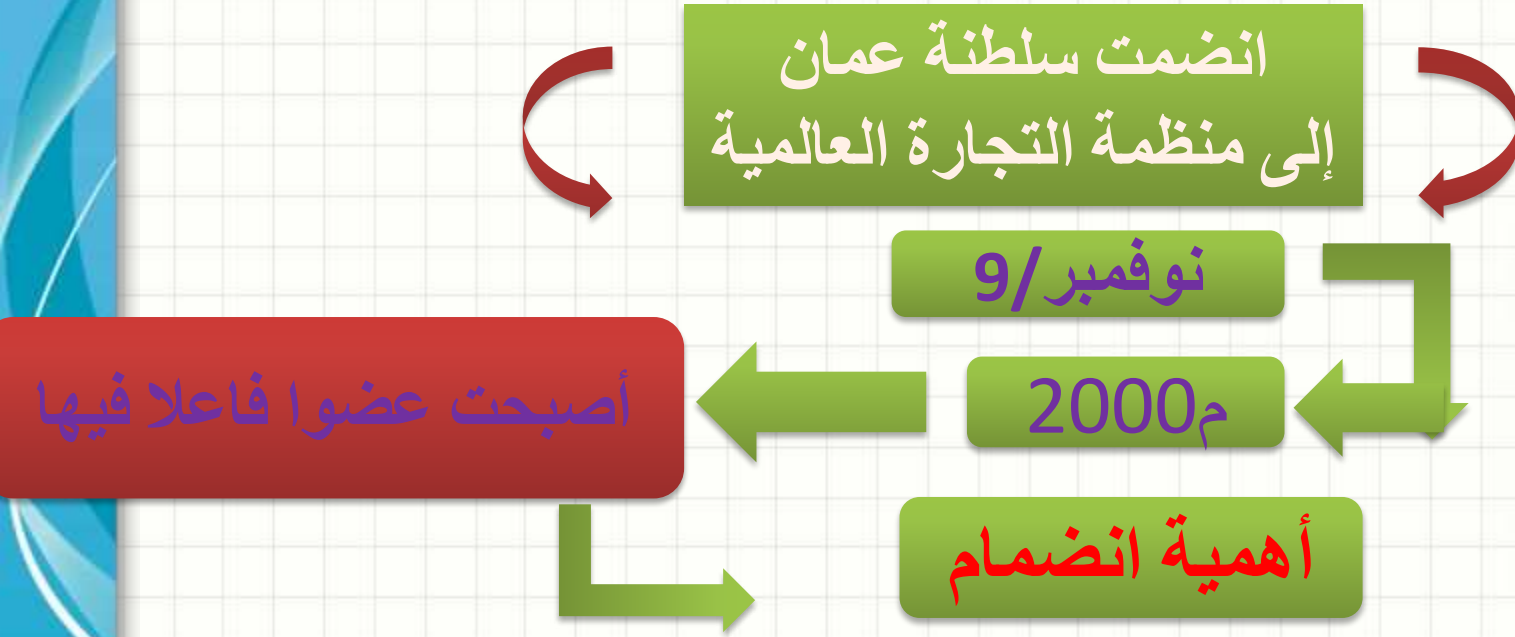 انضمت سلطنة عمان
إلى منظمة التجارة العالمية
نوفمبر/9
2000م
أصبحت عضوا فاعلا فيها
أهمية انضمام